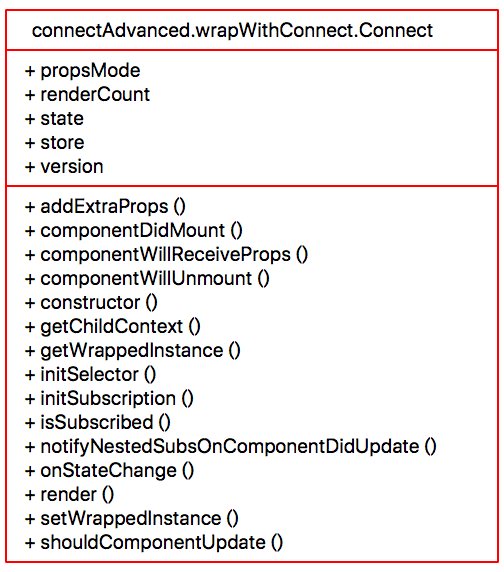 connectAdvanced.wrapWithConnect.Connect
+ propsMode
+ renderCount
+ state
+ store
+ version
+ addExtraProps ()
+ componentDidMount ()
+ componentWillReceiveProps ()
+ componentWillUnmount ()
+ constructor ()
+ getChildContext ()
+ getWrappedInstance ()
+ initSelector ()
+ initSubscription ()
+ isSubscribed ()
+ notifyNestedSubsOnComponentDidUpdate ()
+ onStateChange ()
+ render ()
+ setWrappedInstance ()
+ shouldComponentUpdate ()